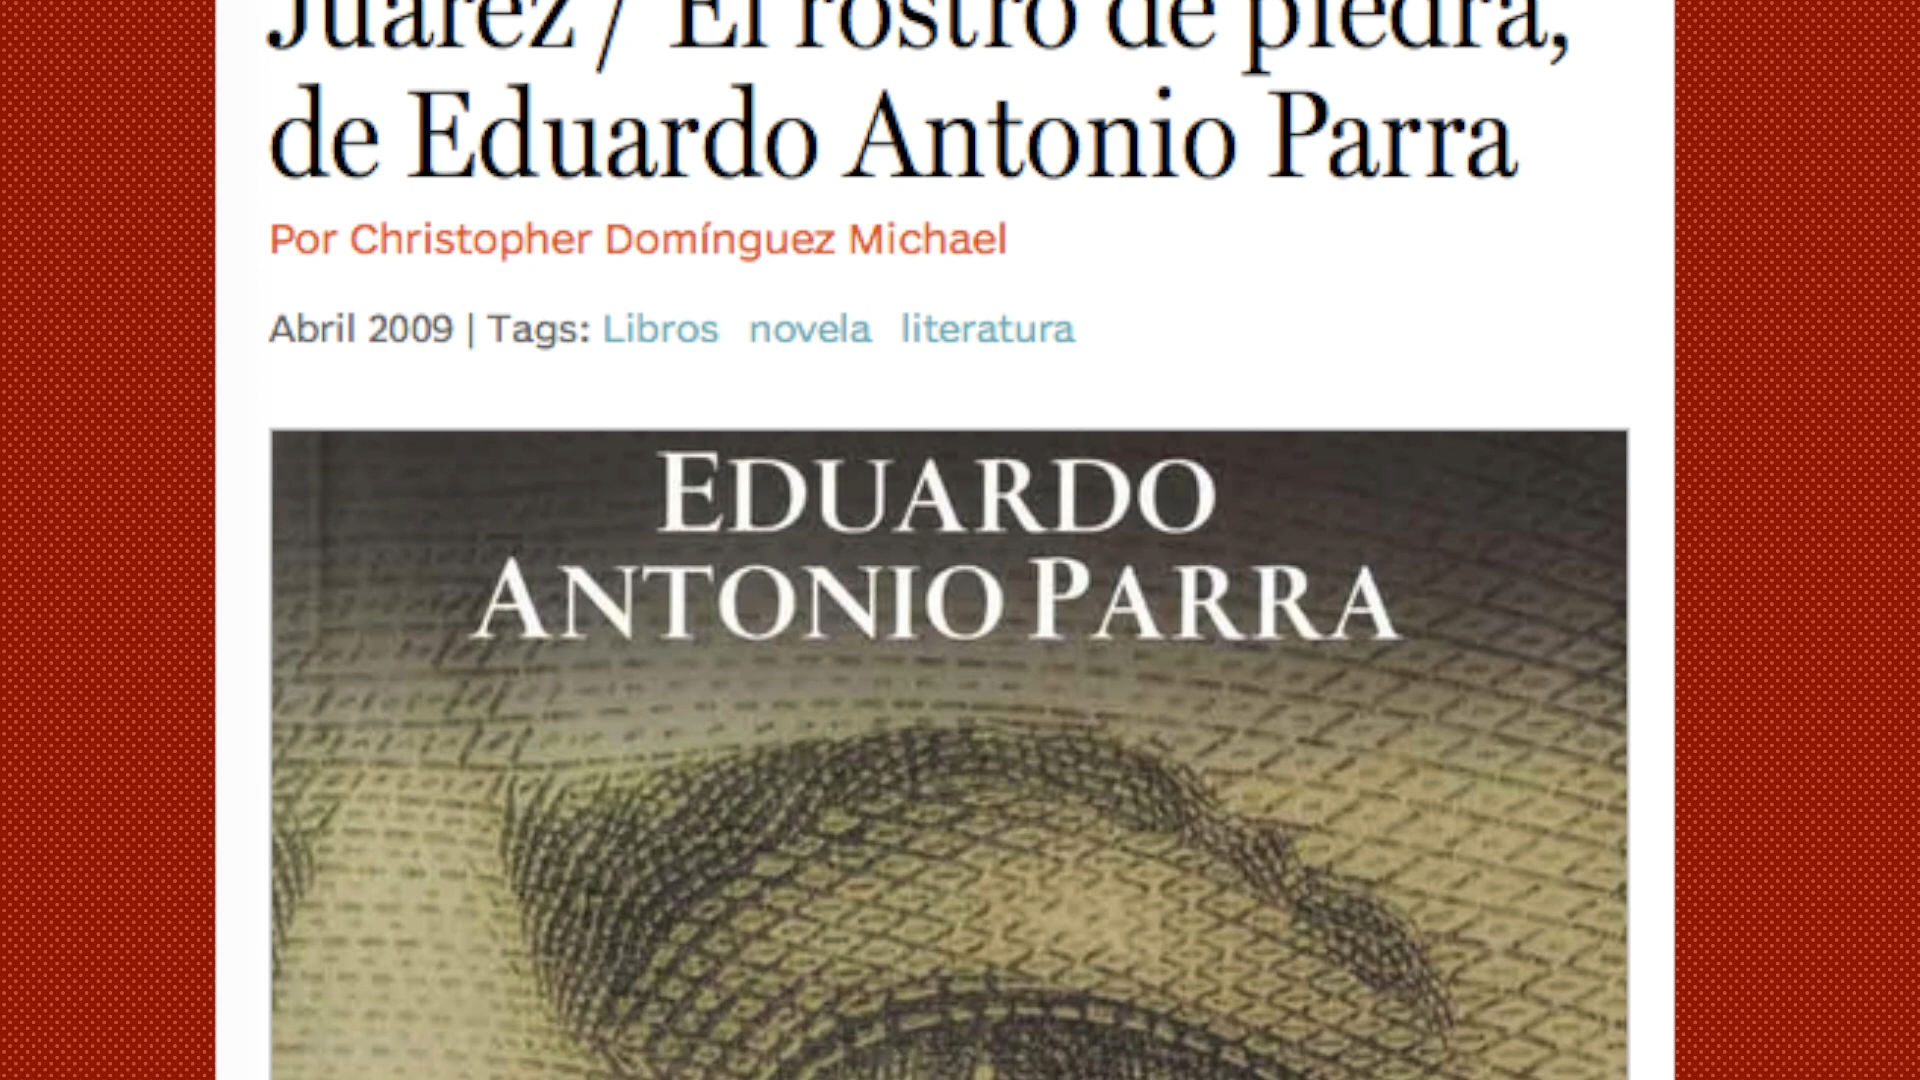 Juárez / El rostro de piedra,
de Eduardo Antonio Parra
Por Christopher Domínguez Michael
Abril 2009 | Tags: Libros novela literatura
EDUARDO
ANTONIO PARRA